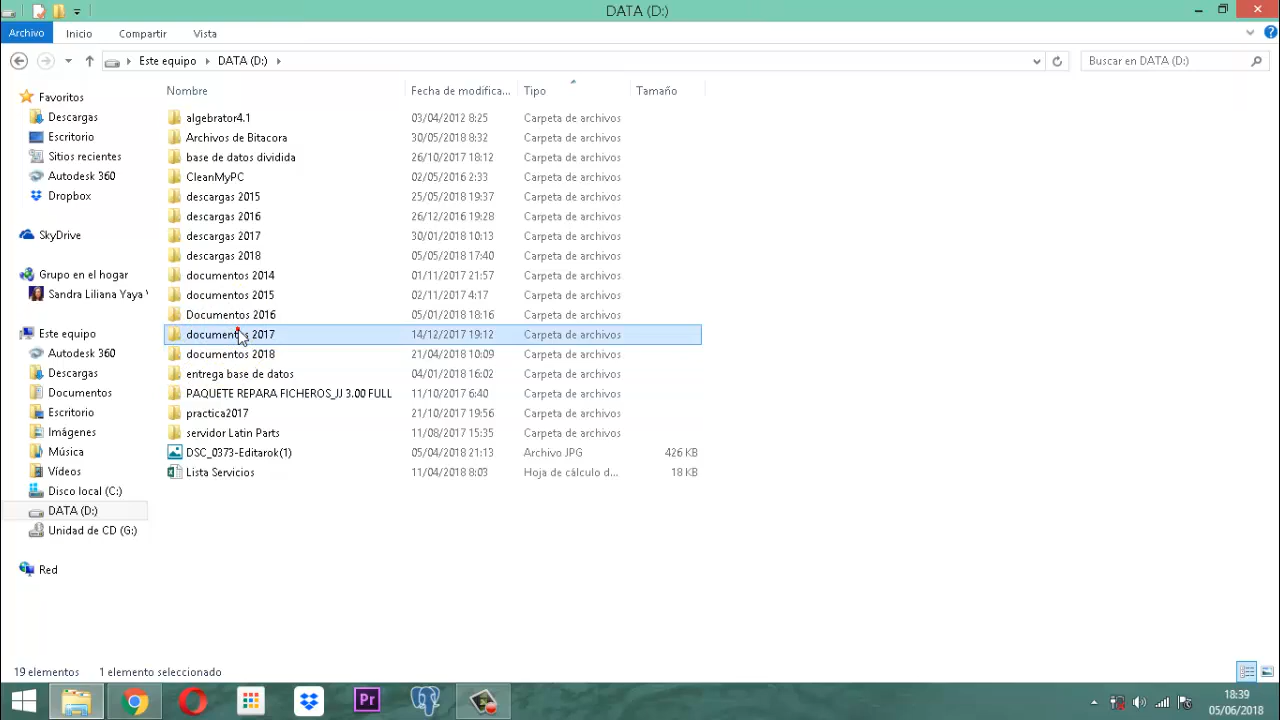 DATA (D:)
Archivo Inicio Compartir Vista
Este equipo DATA (D:) Buscar en DATA (D:)
Nombre Fecha de modifica... Tipo Tamaño
Favoritos
Descargas
Escritorio
Sitios recientes
Autodesk 360
Dropbox
SkyDrive
Grupo en el hogar
Sandra Liliana Yaya
Este equipo
Autodesk 360
Descargas
Documentos
Escritorio
Imágenes
Música
Vídeos
Disco local (C:)
DATA (D:)
Unidad de CD (G:)
Red
algebrator4.1 03/04/2012 8:25 Carpeta de archivos
Archivos de Bitacora 30/05/2018 8:32 Carpeta de archivos
base de datos dividida 26/10/2017 18:12 Carpeta de archivos
CleanMyPC 02/05/2016 2:33 Carpeta de archivos
descargas 2015 25/05/2018 19:37 Carpeta de archivos
descargas 2016 26/12/2016 19:28 Carpeta de archivos
descargas 2017 30/01/2018 10:13 Carpeta de archivos
descargas 2018 05/05/2018 17:40 Carpeta de archivos
documentos 2014 01/11/2017 21:57 Carpeta de archivos
documentos 2015 02/11/2017 4:17 Carpeta de archivos
Documentos 2016 05/01/2018 18:16 Carpeta de archivos
documentos 2017 14/12/2017 19:12 Carpeta de archivos
documentos 2018 21/04/2018 10:09 Carpeta de archivos
entrega base de datos 04/01/2018 16:02 Carpeta de archivos
PAQUETE REPARA FICHEROS_JJ 3.00 FULL 11/10/2017 6:40 Carpeta de archivos
practica2017 21/10/2017 19:56 Carpeta de archivos
servidor Latin Parts 11/08/2017 15:35 Carpeta de archivos
DSC_0373-Editarok(1) 05/04/2018 21:13 Archivo JPG 426 KB
Lista Servicios 11/04/2018 8:03 Hoja de cálculo d... 18 KB
19 elementos 1 elemento seleccionado
Pr
18:39
05/06/2018